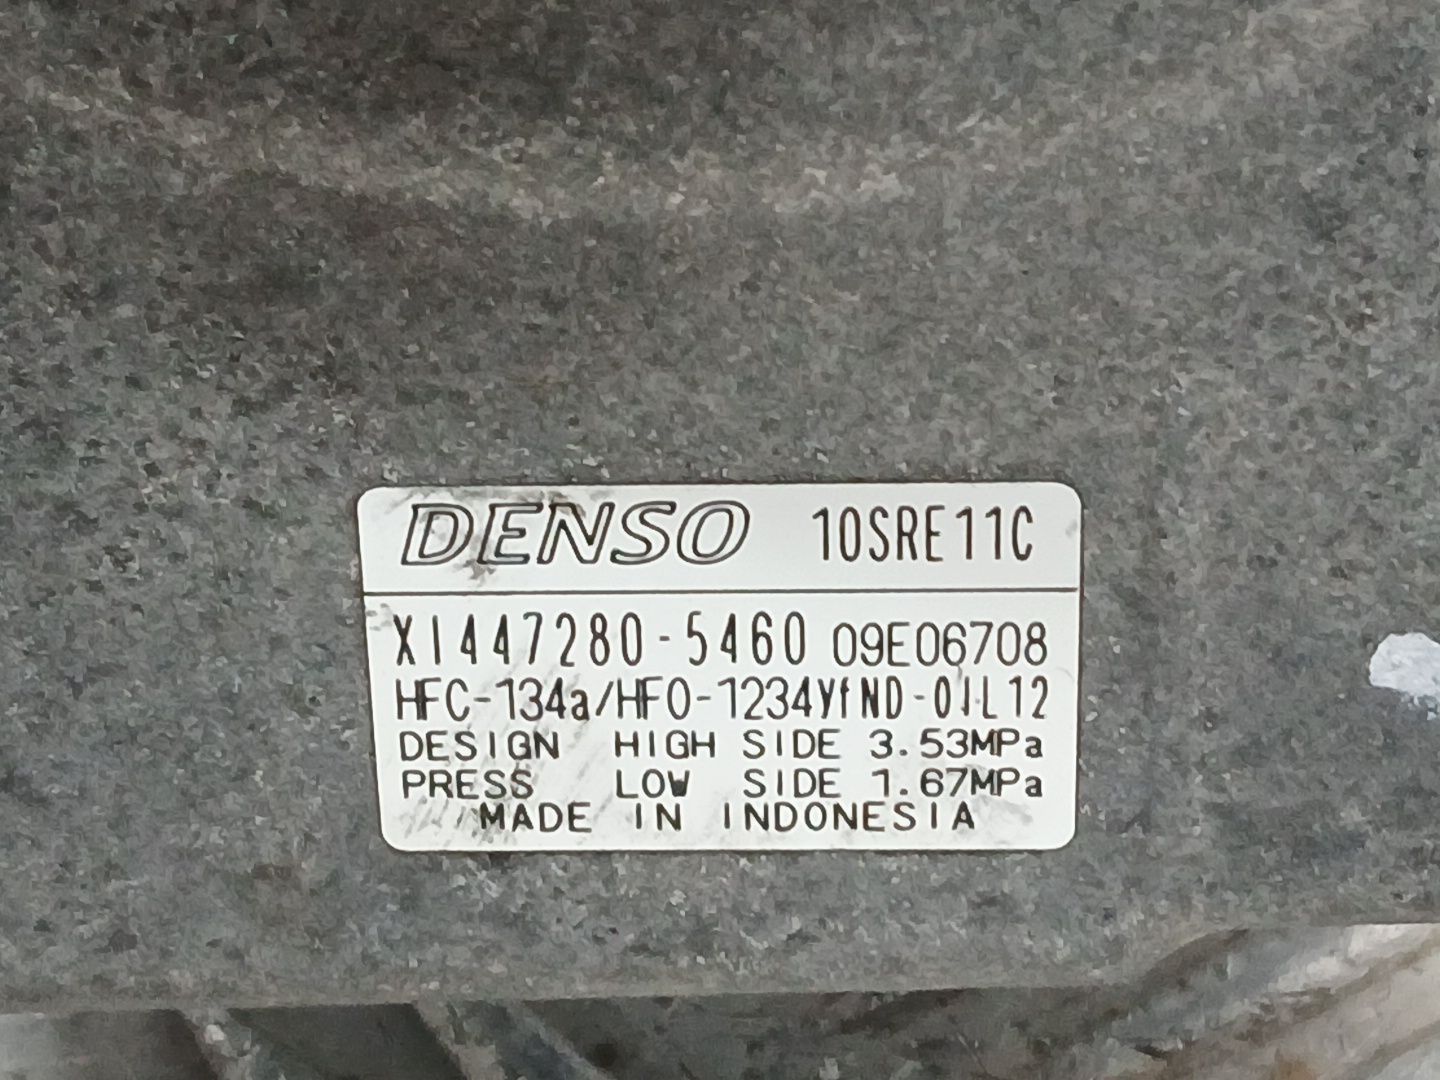 DENSO 10SRE11C
XI447280-5460 09E06708
HFC-134a/HFO-1234yf ND-OIL12
DESIGN HIGH SIDE 3.53MPa
PRESS LOW SIDE 1.67MPa
MADE IN INDONESIA